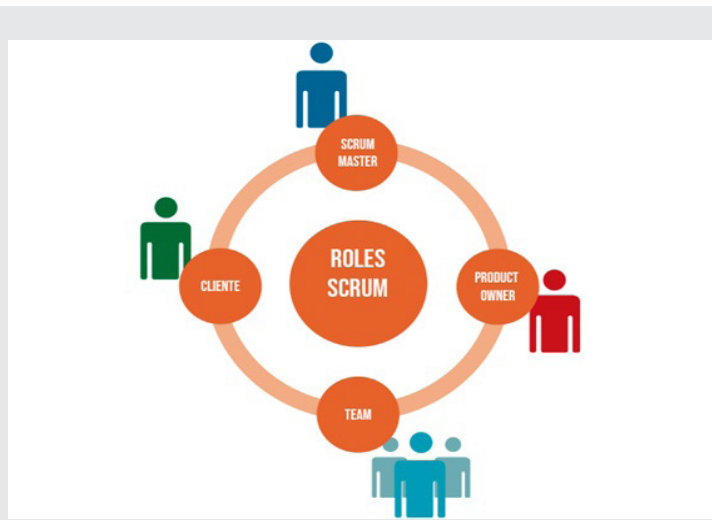 SCRUM
MASTER
ROLES
SCRUM
CLIENTE
PRODUCT
OWNER
TEAM